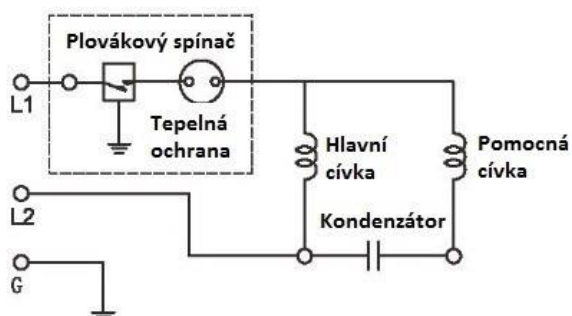 Plovákový spínač
L1
Tepelná
ochrana
Hlavní
cívka
Pomocná
cívka
L2
Kondenzátor
G